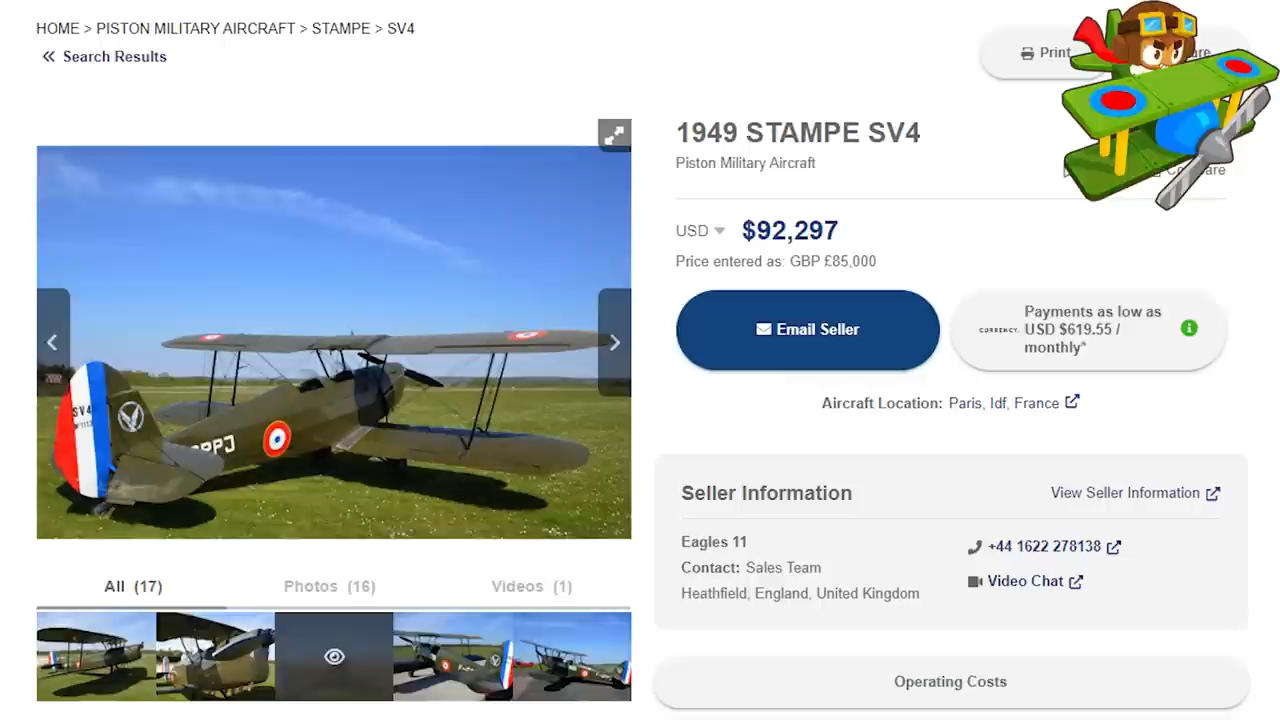 HOME > PISTON MILITARY AIRCRAFT > STAMPE > SV4
Search Results
Print
1949 STAMPE SV4
Piston Military Aircraft
USD $92,297
Price entered as: GBP £85,000
Email Seller
CURRENCY.
Payments as low as
USD $619.55 /
monthly*
Aircraft Location: Paris, Idf, France
SV4
Seller Information
View Seller Information
Eagles 11
+44 1622 278138
Contact: Sales Team
Video Chat
Heathfield, England, United Kingdom
All (17)
Photos (16)
Videos (1)
Operating Costs